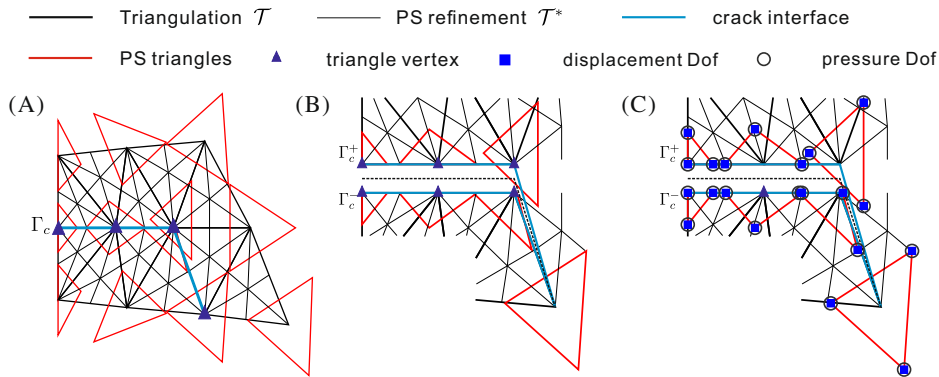 Triangulation 𝒯 PS refinement 𝒯* crack interface
PS triangles triangle vertex displacement Dof pressure Dof
(A) (B) (C)
Γc⁺ Γc⁺
Γc Γc⁻ Γc⁻